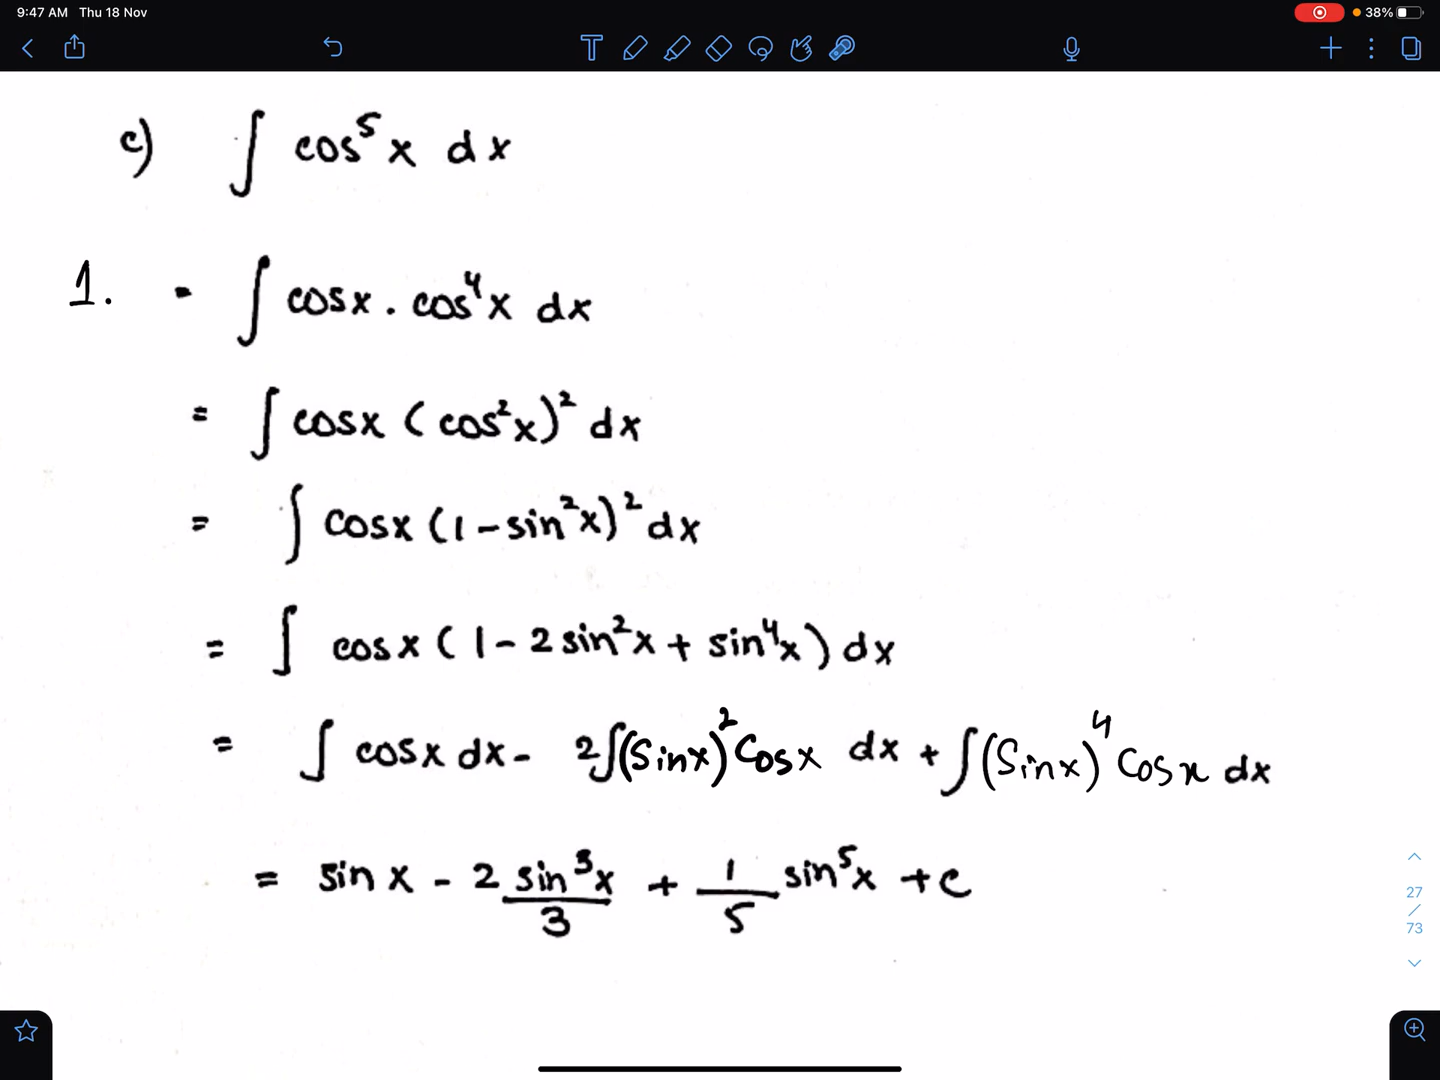 9:47 AM Thu 18 Nov
38%
c) ∫ cos⁵x dx
1. = ∫ cosx . cos⁴x dx
= ∫ cosx (cos²x)² dx
= ∫ cosx (1 - sin²x)² dx
= ∫ cosx (1 - 2 sin²x + sin⁴x) dx
= ∫ cosx dx - 2∫(Sinx)² Cosx dx + ∫(Sinx)⁴ Cosx dx
= sin x - 2 sin³x/3 + 1/5 sin⁵x + c
27
/
73